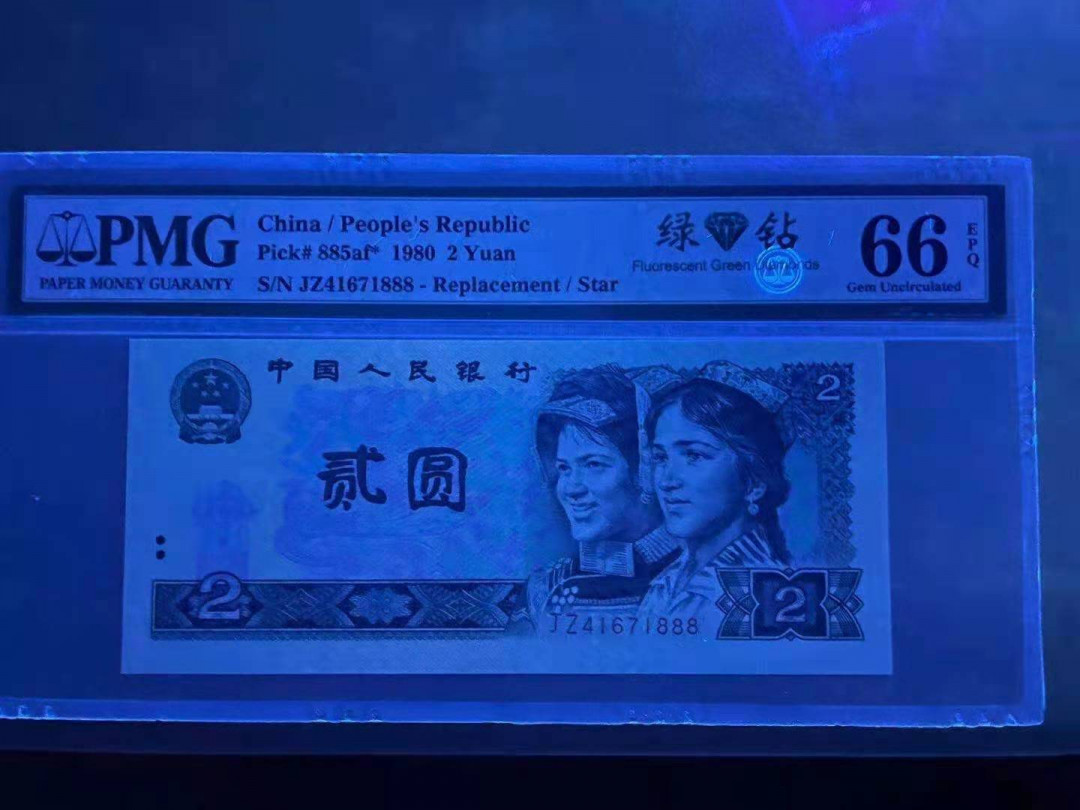 PMG
PAPER MONEY GUARANTY
China / People's Republic
Pick# 885af* 1980 2 Yuan
S/N JZ41671888 - Replacement / Star
绿 钻
Fluorescent Green Diamonds
66
EPQ
Gem Uncirculated
中国人民银行
2
贰圆
2
JZ41671888
2